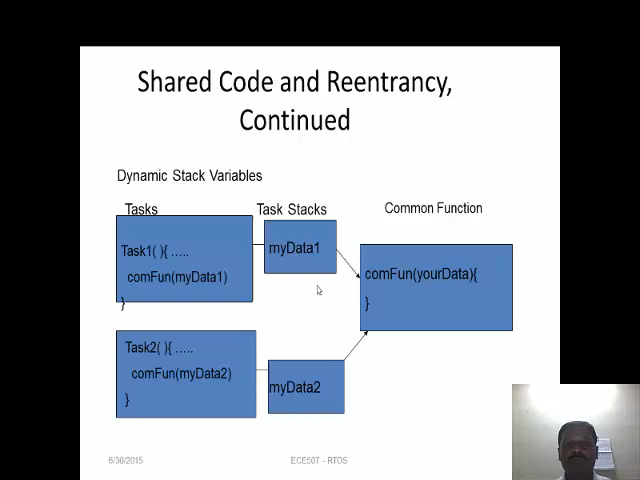 Shared Code and Reentrancy,
Continued
Dynamic Stack Variables
Tasks
Task Stacks
Common Function
Task1( ){ .....
comFun(myData1)
}
myData1
comFun(yourData){
}
Task2( ){ .....
comFun(myData2)
}
myData2
6/30/2015
ECE507 - RTOS